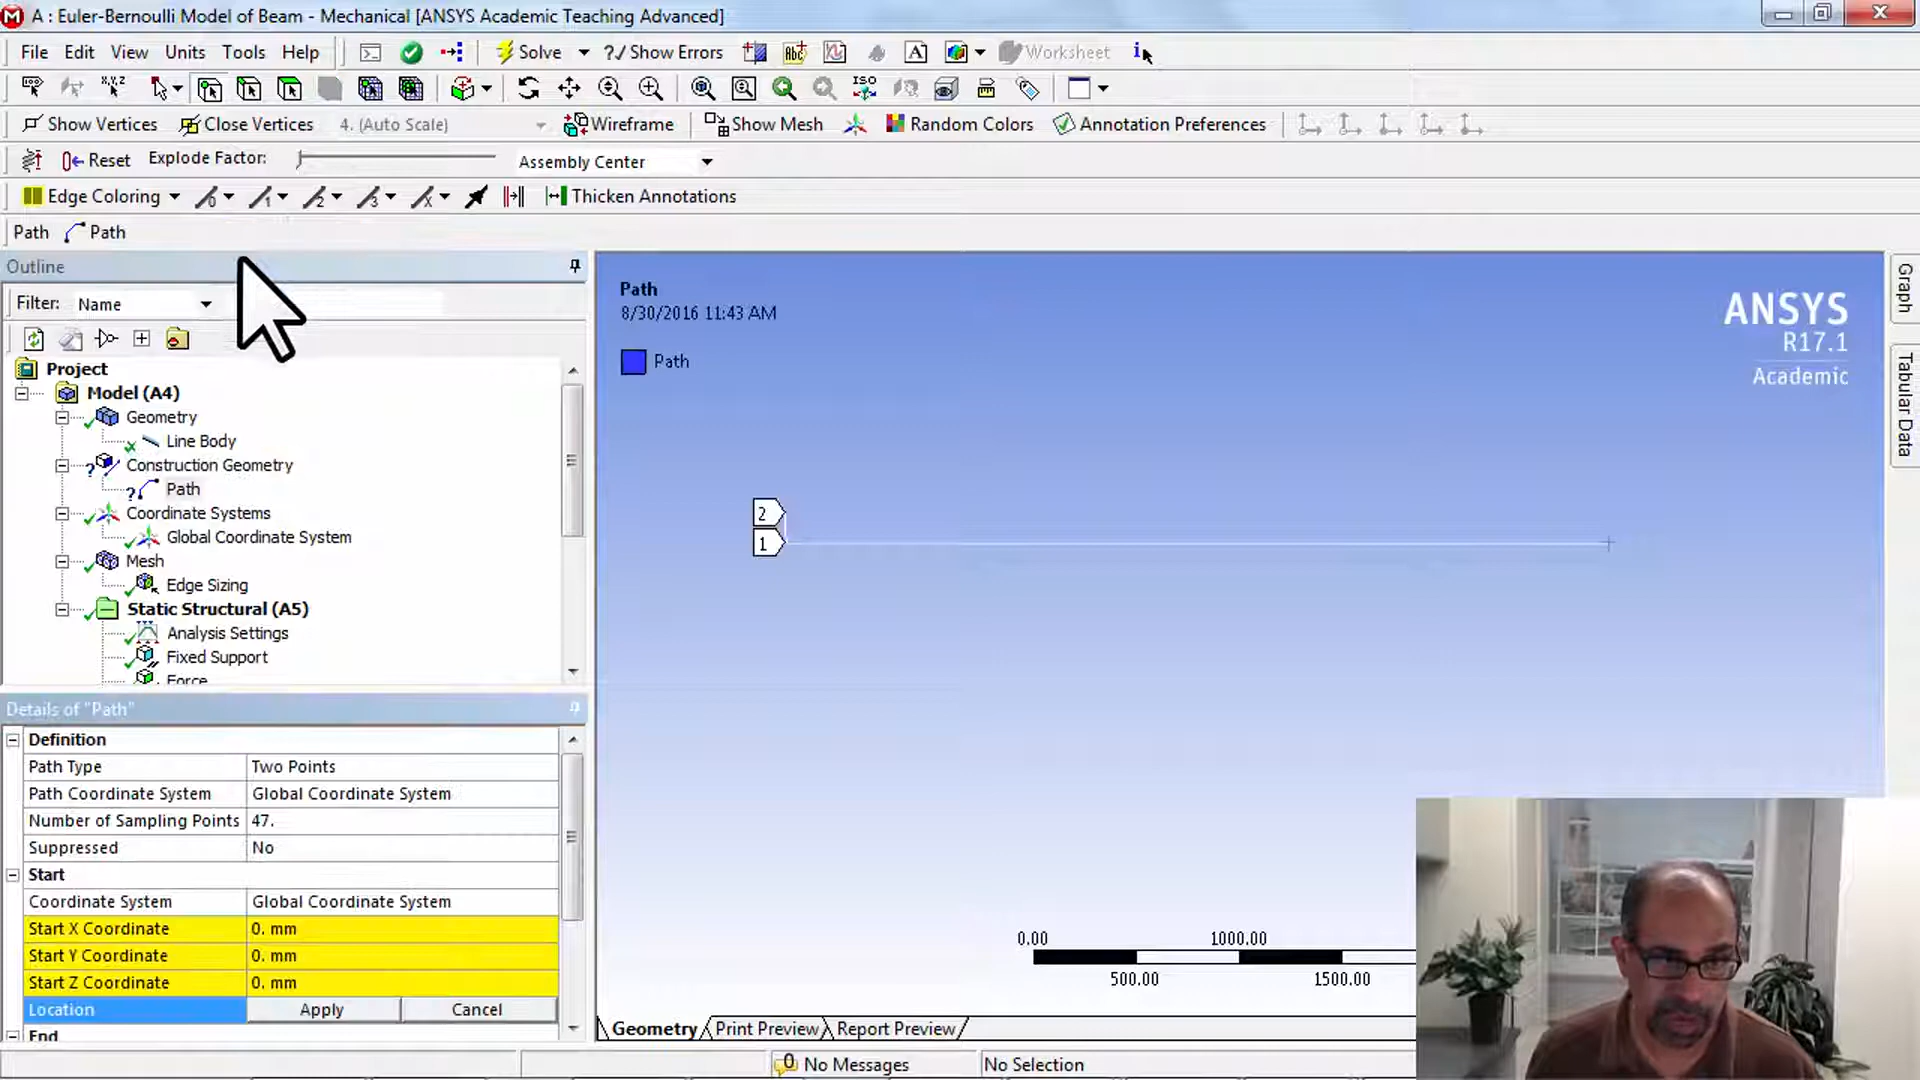 A : Euler-Bernoulli Model of Beam - Mechanical [ANSYS Academic Teaching Advanced]
File Edit View Units Tools Help Solve ?/ Show Errors Worksheet
Show Vertices Close Vertices 4. (Auto Scale) Wireframe Show Mesh Random Colors Annotation Preferences
Reset Explode Factor: Assembly Center
Edge Coloring Thicken Annotations
Path Path
Outline
Filter: Name
Project
Model (A4)
Geometry
Line Body
Construction Geometry
Path
Coordinate Systems
Global Coordinate System
Mesh
Edge Sizing
Static Structural (A5)
Analysis Settings
Fixed Support
Force
Details of "Path"
Definition
Path Type Two Points
Path Coordinate System Global Coordinate System
Number of Sampling Points 47.
Suppressed No
Start
Coordinate System Global Coordinate System
Start X Coordinate 0. mm
Start Y Coordinate 0. mm
Start Z Coordinate 0. mm
Location Apply Cancel
End
Path
8/30/2016 11:43 AM
Path
ANSYS
R17.1
Academic
2
1
0.00 1000.00
500.00 1500.00
Geometry Print Preview Report Preview
No Messages No Selection
Graph
Tabular Data